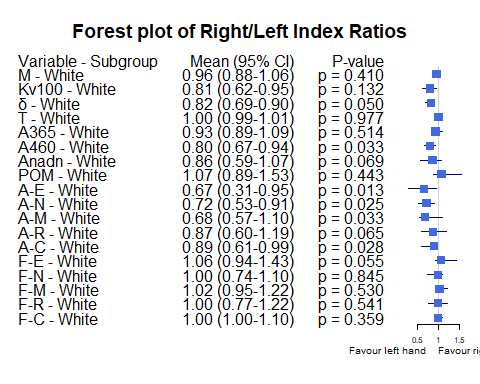 Forest plot of Right/Left Index Ratios
Variable - Subgroup Mean (95% CI) P-value
M - White 0.96 (0.88-1.06) p = 0.410
Kv100 - White 0.81 (0.62-0.95) p = 0.132
δ - White 0.82 (0.69-0.90) p = 0.050
T - White 1.00 (0.99-1.01) p = 0.977
A365 - White 0.93 (0.89-1.09) p = 0.514
A460 - White 0.80 (0.67-0.94) p = 0.033
Anadn - White 0.86 (0.59-1.07) p = 0.069
POM - White 1.07 (0.89-1.53) p = 0.443
A-E - White 0.67 (0.31-0.95) p = 0.013
A-N - White 0.72 (0.53-0.91) p = 0.025
A-M - White 0.68 (0.57-1.10) p = 0.033
A-R - White 0.87 (0.60-1.19) p = 0.065
A-C - White 0.89 (0.61-0.99) p = 0.028
F-E - White 1.06 (0.94-1.43) p = 0.055
F-N - White 1.00 (0.74-1.10) p = 0.845
F-M - White 1.02 (0.95-1.22) p = 0.530
F-R - White 1.00 (0.77-1.22) p = 0.541
F-C - White 1.00 (1.00-1.10) p = 0.359
0.5 1 1.5
Favour left hand Favour ri